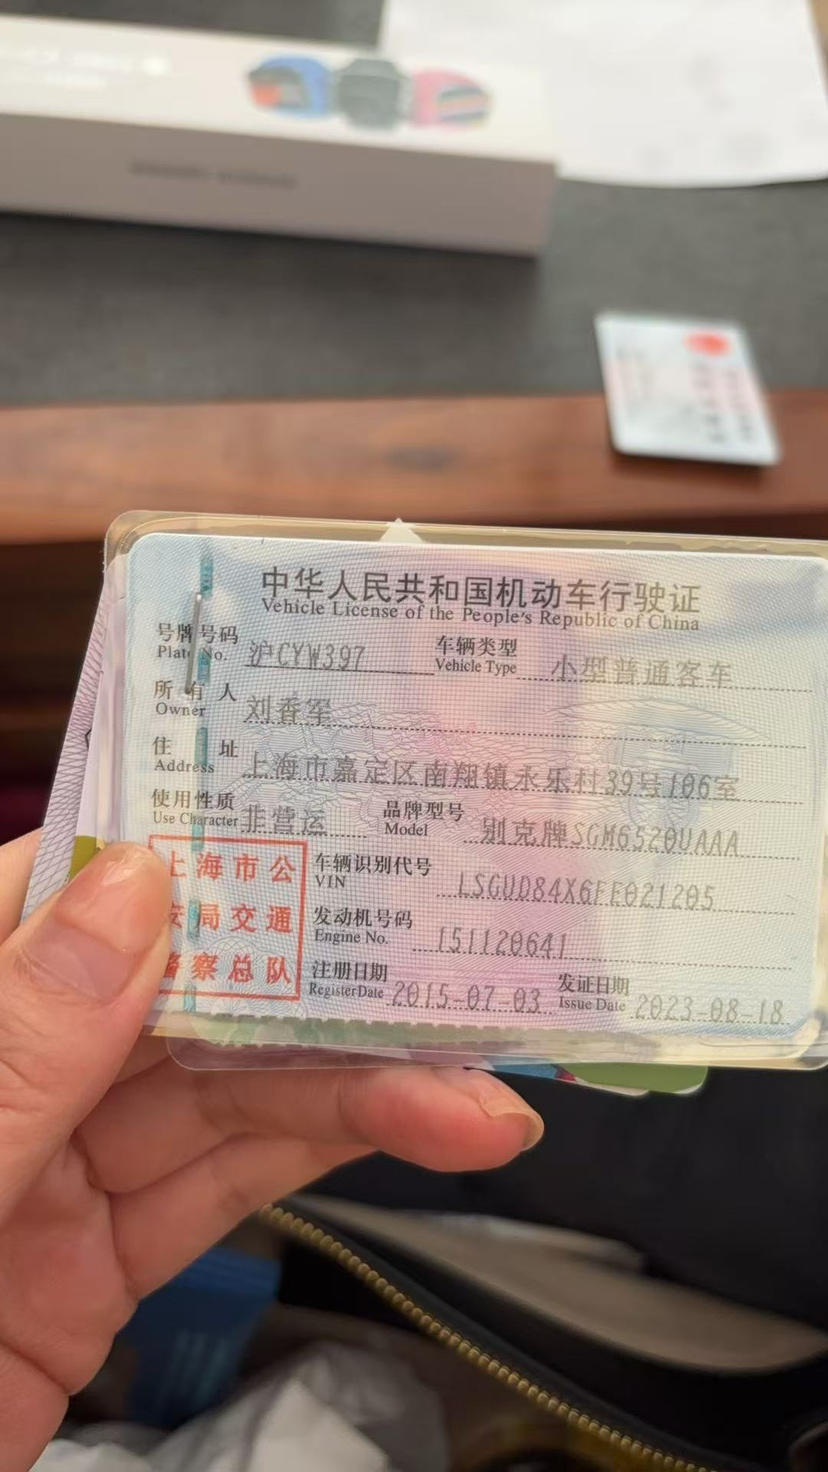 中华人民共和国机动车行驶证
Vehicle License of the People's Republic of China
号牌号码 沪CYW397 车辆类型 小型普通客车
Plate No. Vehicle Type
所有人 刘香军
Owner
住址 上海市嘉定区南翔镇永乐村39号106室
Address
使用性质 非营运 品牌型号 别克牌SGM6520UAAA
Use Character Model
上海市公
安局交通
警察总队
车辆识别代号 LSGUD84X6FE021205
VIN
发动机号码 151120641
Engine No.
注册日期 2015-07-03 发证日期 2023-08-18
Register Date Issue Date